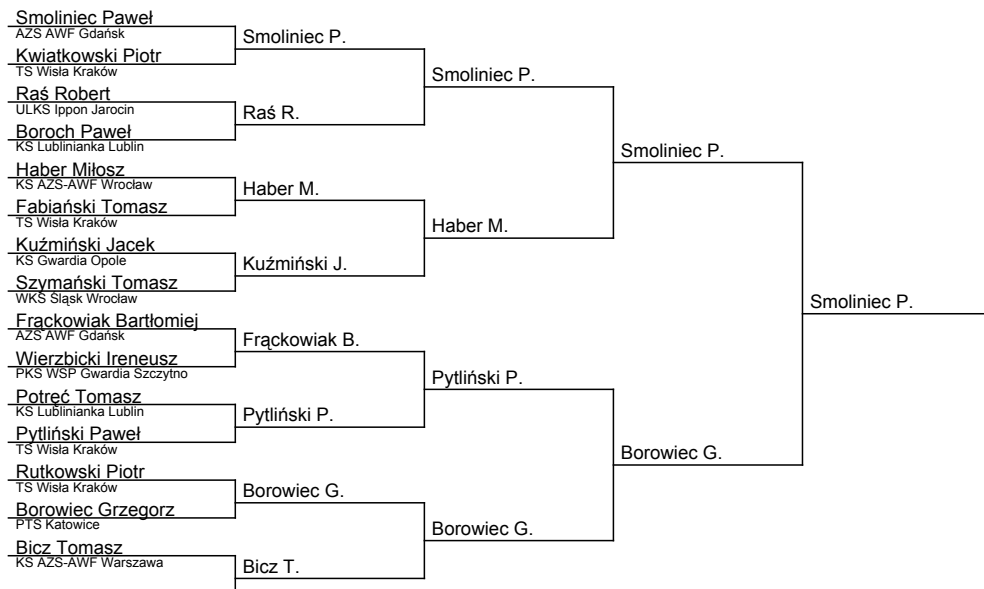 Smoliniec Paweł
AZS AWF Gdańsk
Smoliniec P.
Kwiatkowski Piotr
TS Wisła Kraków
Smoliniec P.
Raś Robert
ULKS Ippon Jarocin
Raś R.
Boroch Paweł
KS Lublinianka Lublin
Smoliniec P.
Haber Miłosz
KS AZS-AWF Wrocław
Haber M.
Fabiański Tomasz
TS Wisła Kraków
Haber M.
Kuźmiński Jacek
KS Gwardia Opole
Kuźmiński J.
Szymański Tomasz
WKS Śląsk Wrocław
Smoliniec P.
Frąckowiak Bartłomiej
AZS AWF Gdańsk
Frąckowiak B.
Wierzbicki Ireneusz
PKS WSP Gwardia Szczytno
Pytliński P.
Potręć Tomasz
KS Lublinianka Lublin
Pytliński P.
Pytliński Paweł
TS Wisła Kraków
Borowiec G.
Rutkowski Piotr
TS Wisła Kraków
Borowiec G.
Borowiec Grzegorz
PTS Katowice
Borowiec G.
Bicz Tomasz
KS AZS-AWF Warszawa
Bicz T.